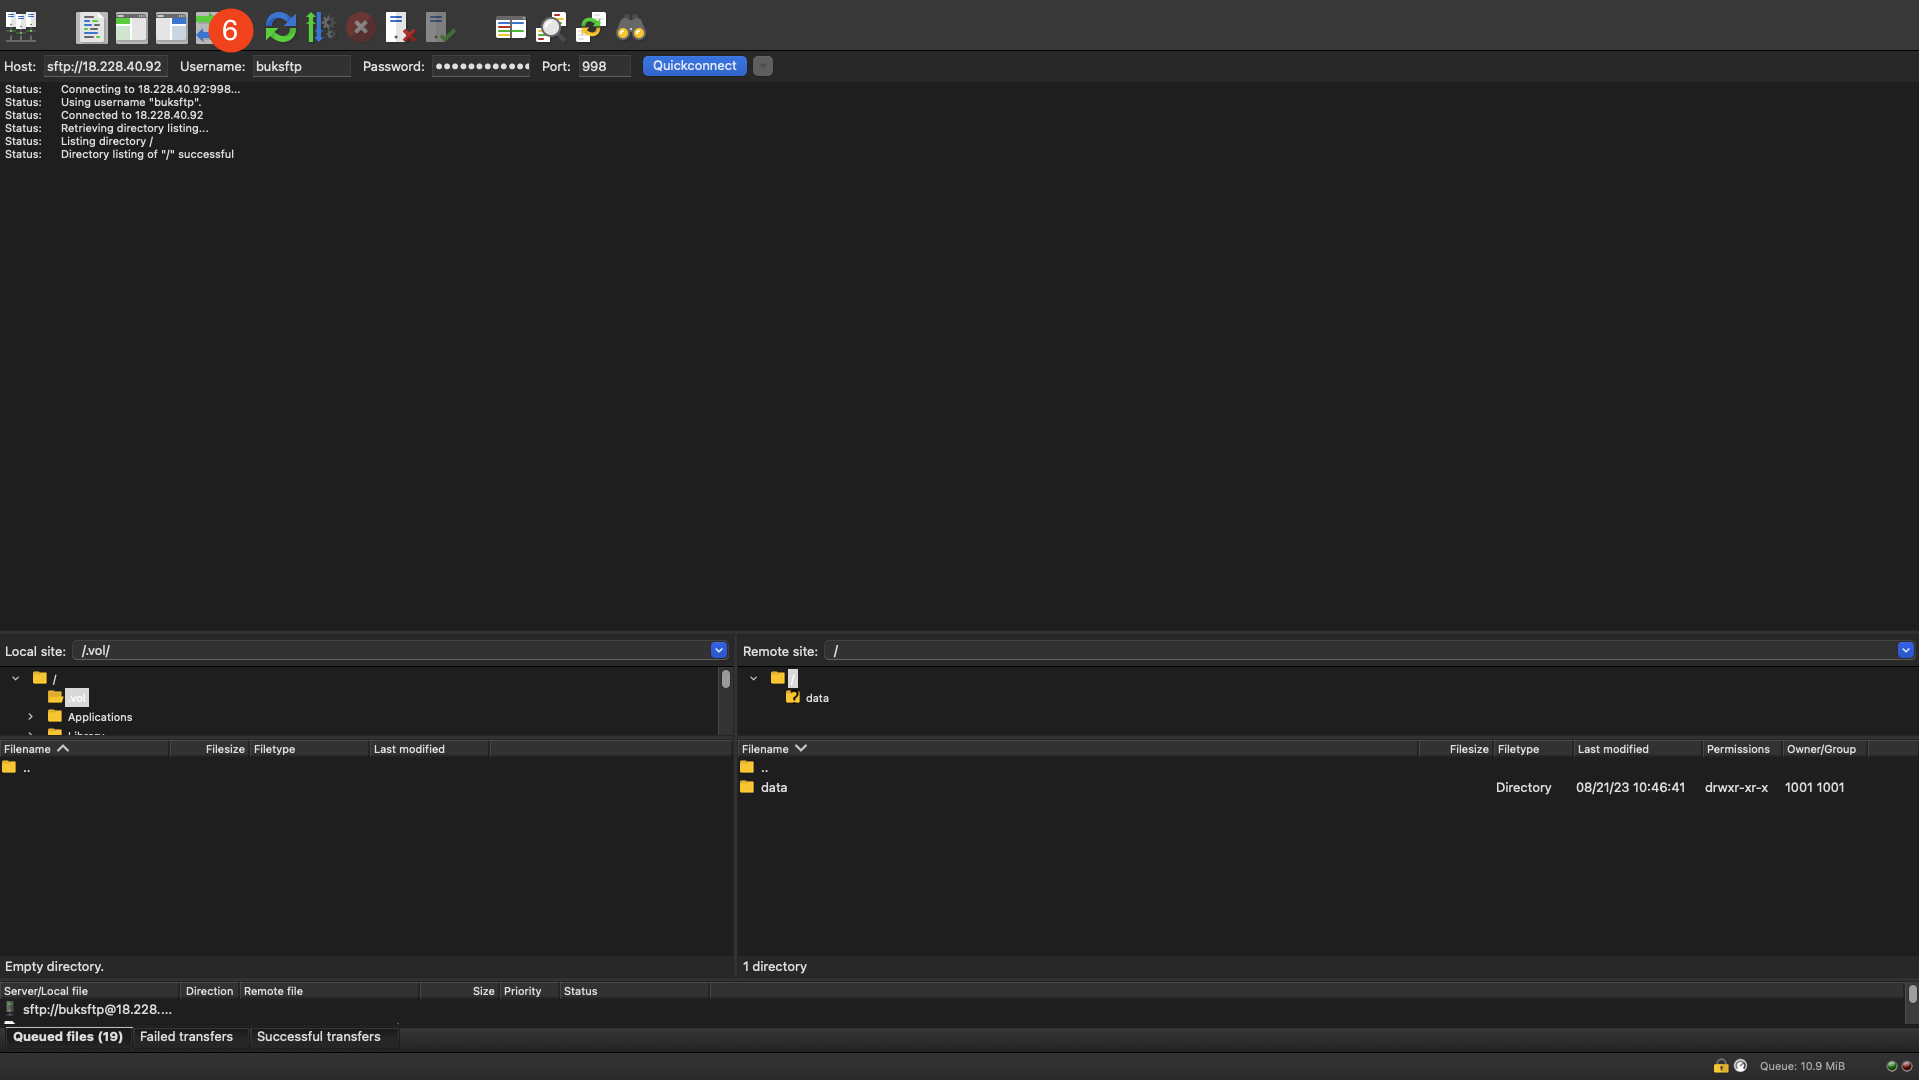 6
Host: sftp://18.228.40.92 Username: buksftp Password: ●●●●●●●●●●●● Port: 998 Quickconnect
Status: Connecting to 18.228.40.92:998...
Status: Using username "buksftp".
Status: Connected to 18.228.40.92
Status: Retrieving directory listing...
Status: Listing directory /
Status: Directory listing of "/" successful
Local site: /.vol/
/
.vol
Applications
Library
Filename Filesize Filetype Last modified
..
Empty directory.
Remote site: /
/
data
Filename Filesize Filetype Last modified Permissions Owner/Group
..
data Directory 08/21/23 10:46:41 drwxr-xr-x 1001 1001
1 directory
Server/Local file Direction Remote file Size Priority Status
sftp://buksftp@18.228....
Queued files (19) Failed transfers Successful transfers
Queue: 10.9 MiB